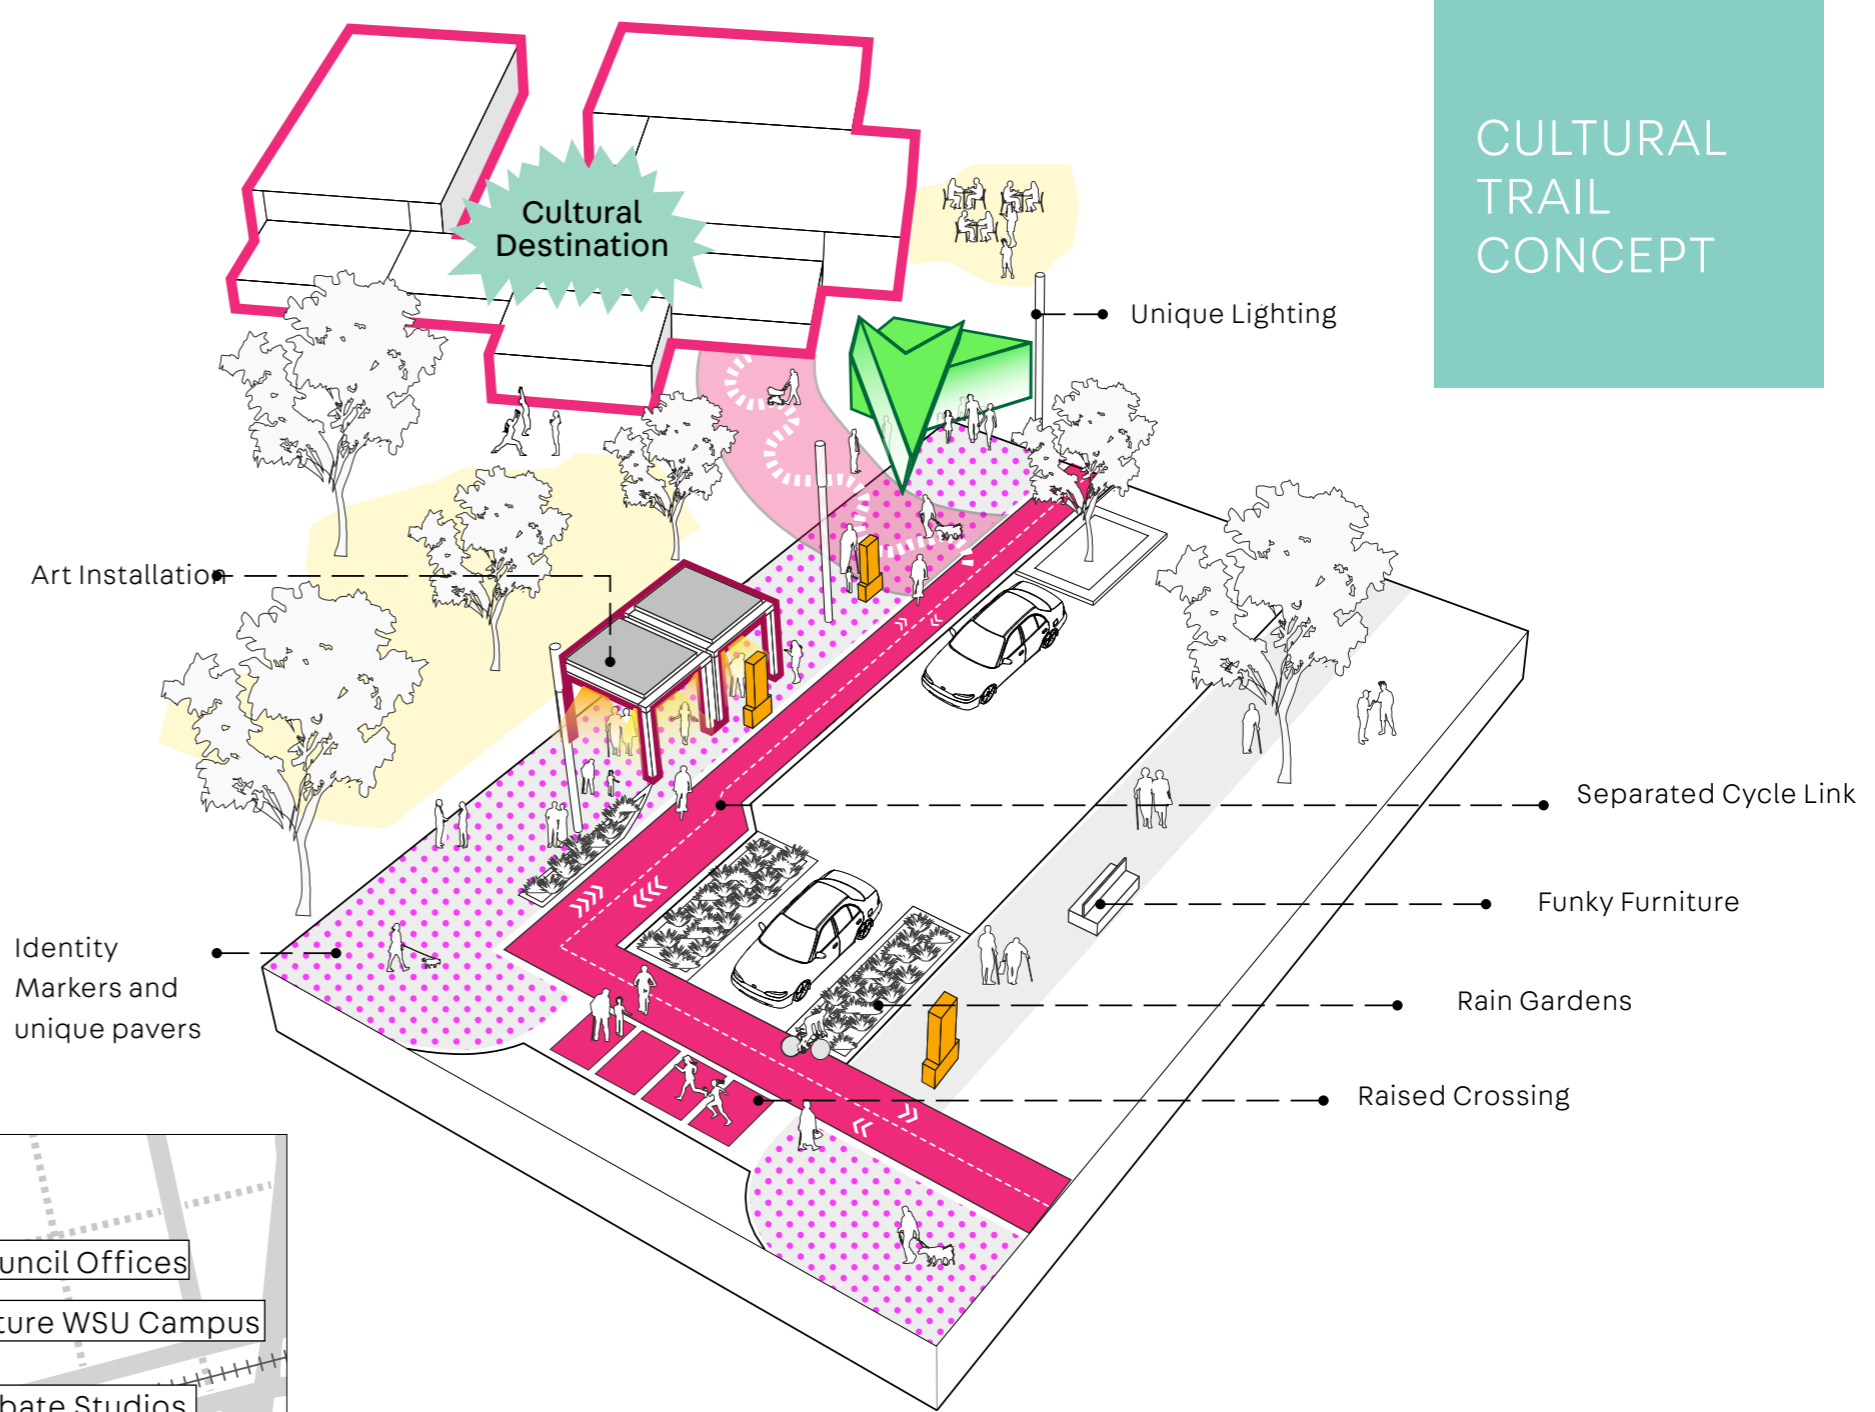 CULTURAL
TRAIL
CONCEPT
Cultural
Destination
Unique Lighting
Art Installation
Separated Cycle Link
Funky Furniture
Identity
Markers and
unique pavers
Rain Gardens
Raised Crossing
uncil Offices
ture WSU Campus
bate Studios